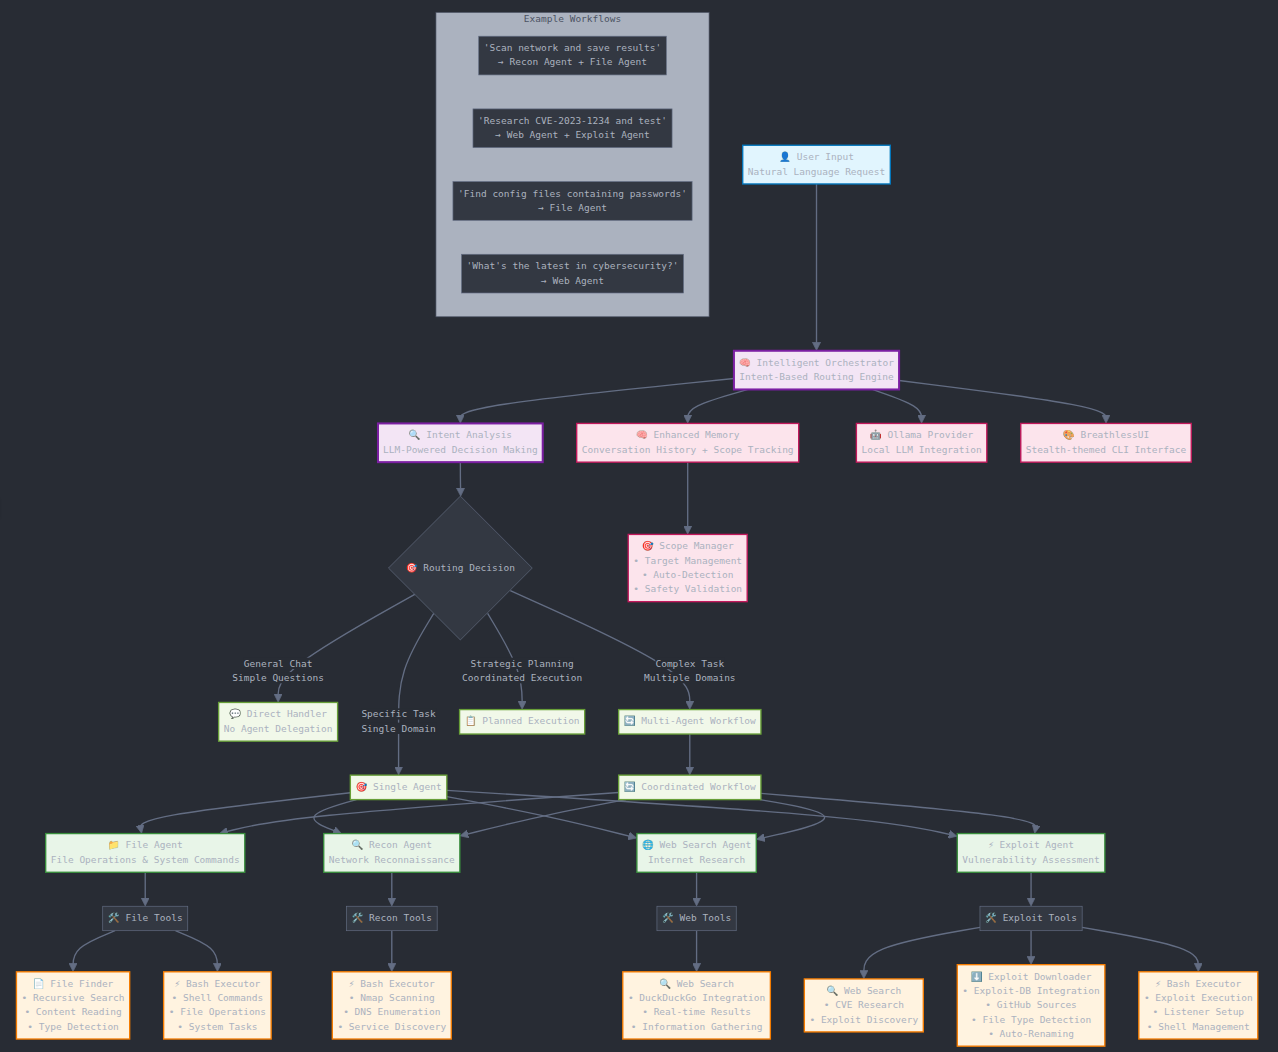 Example Workflows
'Scan network and save results'
→ Recon Agent + File Agent
'Research CVE-2023-1234 and test'
→ Web Agent + Exploit Agent
'Find config files containing passwords'
→ File Agent
'What's the latest in cybersecurity?'
→ Web Agent
👤 User Input
Natural Language Request
🧠 Intelligent Orchestrator
Intent-Based Routing Engine
🔍 Intent Analysis
LLM-Powered Decision Making
🧠 Enhanced Memory
Conversation History + Scope Tracking
🤖 Ollama Provider
Local LLM Integration
🎨 BreathlessUI
Stealth-themed CLI Interface
🎯 Scope Manager
• Target Management
• Auto-Detection
• Safety Validation
🎯 Routing Decision
General Chat
Simple Questions
Strategic Planning
Coordinated Execution
Complex Task
Multiple Domains
Specific Task
Single Domain
💬 Direct Handler
No Agent Delegation
📋 Planned Execution
🔄 Multi-Agent Workflow
🎯 Single Agent
🔄 Coordinated Workflow
📁 File Agent
File Operations & System Commands
🔍 Recon Agent
Network Reconnaissance
🌐 Web Search Agent
Internet Research
⚡ Exploit Agent
Vulnerability Assessment
🛠️ File Tools
🛠️ Recon Tools
🛠️ Web Tools
🛠️ Exploit Tools
📄 File Finder
• Recursive Search
• Content Reading
• Type Detection
⚡ Bash Executor
• Shell Commands
• File Operations
• System Tasks
⚡ Bash Executor
• Nmap Scanning
• DNS Enumeration
• Service Discovery
🔍 Web Search
• DuckDuckGo Integration
• Real-time Results
• Information Gathering
🔍 Web Search
• CVE Research
• Exploit Discovery
⬇️ Exploit Downloader
• Exploit-DB Integration
• GitHub Sources
• File Type Detection
• Auto-Renaming
⚡ Bash Executor
• Exploit Execution
• Listener Setup
• Shell Management